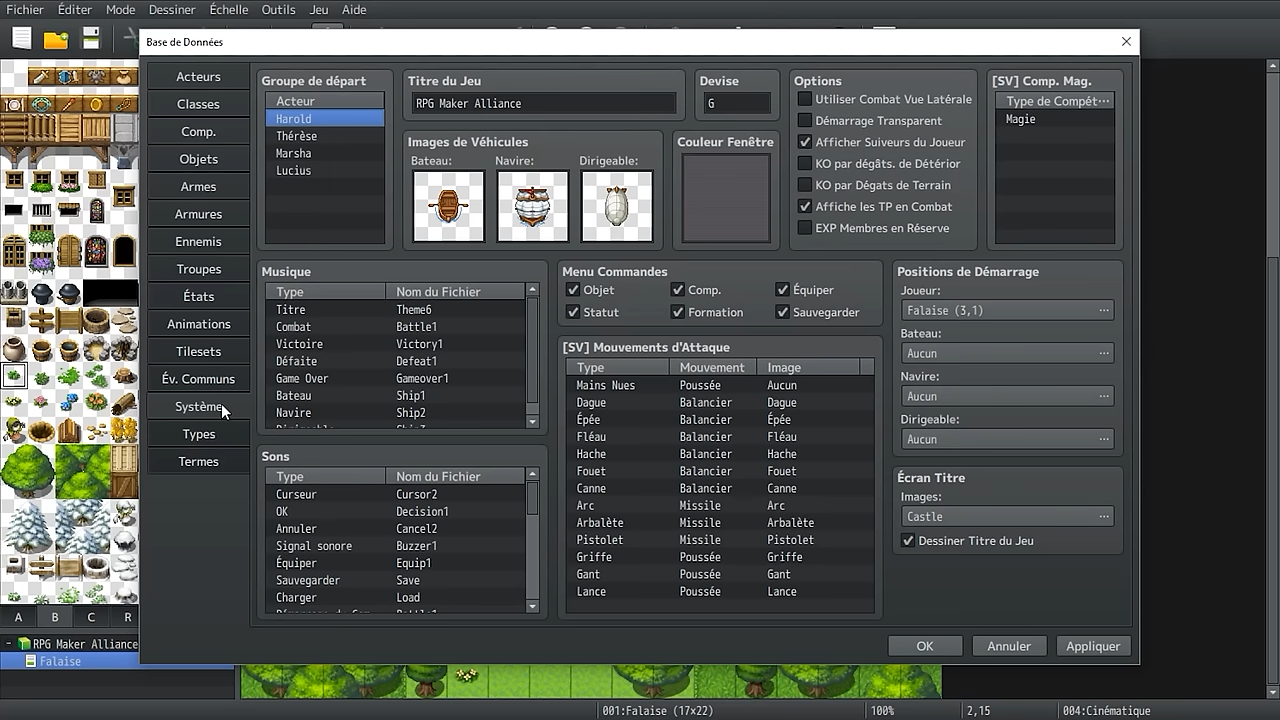 Fichier Éditer Mode Dessiner Échelle Outils Jeu Aide
Base de Données
Acteurs
Classes
Comp.
Objets
Armes
Armures
Ennemis
Troupes
États
Animations
Tilesets
Év. Communs
Système
Types
Termes
Groupe de départ
Acteur
Harold
Thérèse
Marsha
Lucius
Titre du Jeu
RPG Maker Alliance
Devise
G
Images de Véhicules
Bateau: Navire: Dirigeable:
Couleur Fenêtre
Options
Utiliser Combat Vue Latérale
Démarrage Transparent
Afficher Suiveurs du Joueur
KO par dégâts. de Détérior
KO par Dégats de Terrain
Affiche les TP en Combat
EXP Membres en Réserve
[SV] Comp. Mag.
Type de Compét···
Magie
Musique
Type Nom du Fichier
Titre Theme6
Combat Battle1
Victoire Victory1
Défaite Defeat1
Game Over Gameover1
Bateau Ship1
Navire Ship2
Sons
Type Nom du Fichier
Curseur Cursor2
OK Decision1
Annuler Cancel2
Signal sonore Buzzer1
Équiper Equip1
Sauvegarder Save
Charger Load
Menu Commandes
Objet Comp. Équiper
Statut Formation Sauvegarder
[SV] Mouvements d'Attaque
Type Mouvement Image
Mains Nues Poussée Aucun
Dague Balancier Dague
Épée Balancier Épée
Fléau Balancier Fléau
Hache Balancier Hache
Fouet Balancier Fouet
Canne Balancier Canne
Arc Missile Arc
Arbalète Missile Arbalète
Pistolet Missile Pistolet
Griffe Poussée Griffe
Gant Poussée Gant
Lance Poussée Lance
Positions de Démarrage
Joueur:
Falaise (3,1) ···
Bateau:
Aucun ···
Navire:
Aucun ···
Dirigeable:
Aucun ···
Écran Titre
Images:
Castle ···
Dessiner Titre du Jeu
OK Annuler Appliquer
A B C R
RPG Maker Alliance
Falaise
001:Falaise (17x22) 100% 2,15 004:Cinématique